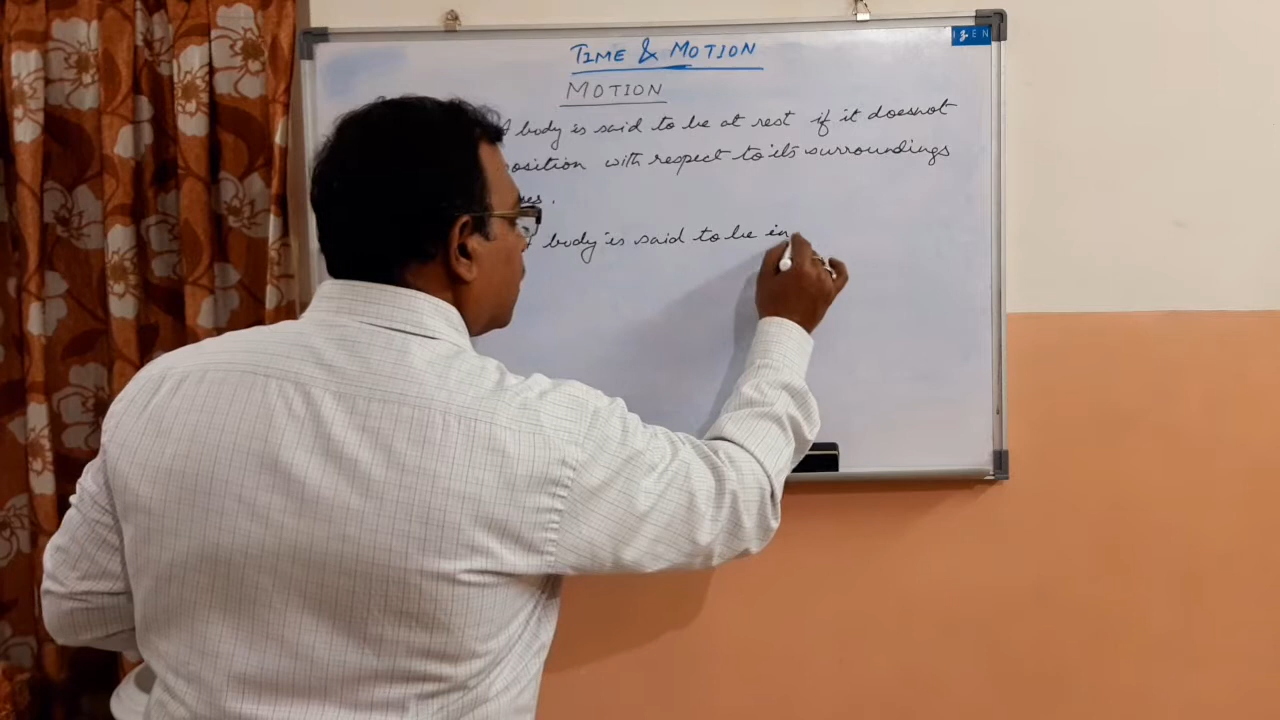 TIME & MOTION
MOTION
A body is said to be at rest if it doesnot
position with respect to its surroundings
body is said to be in